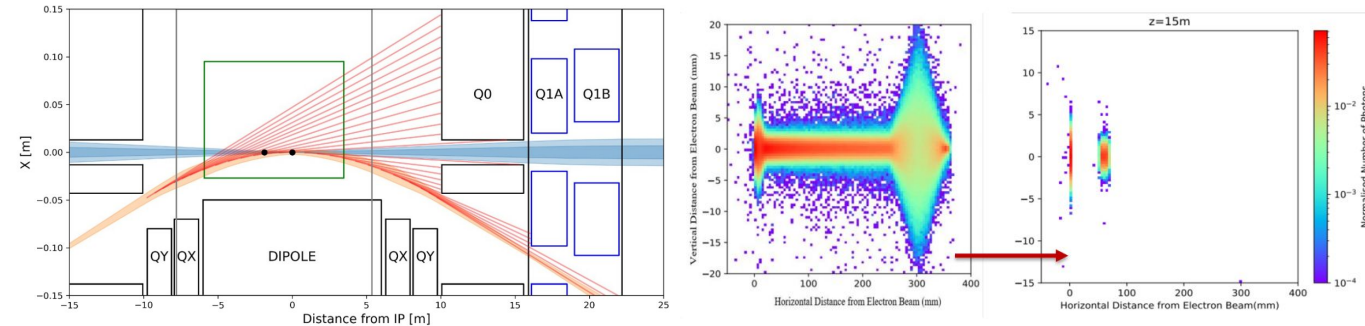 0.15
0.10
0.05
0.00
−0.05
−0.10
−0.15
X [m]
−15 −10 −5 0 5 10 15 20 25
Distance from IP [m]
Q0
Q1A
Q1B
QY
QX
DIPOLE
QX
QY
20
15
10
5
0
−5
−10
−15
−20
Vertical Distance from Electron Beam (mm)
0 100 200 300 400
Horizontal Distance from Electron Beam (mm)
z=15m
15
10
5
0
−5
−10
−15
0 100 200 300 400
Horizontal Distance from Electron Beam(mm)
10−2
10−3
10−4